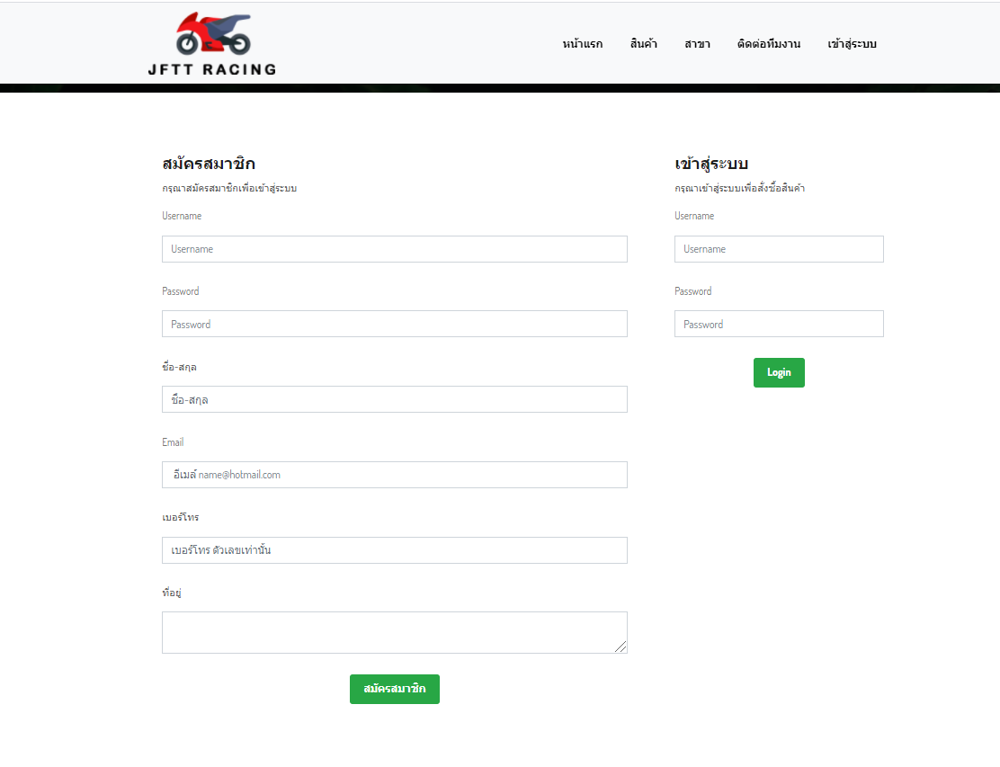 JFTT RACING
หน้าแรก สินค้า สาขา ติดต่อทีมงาน เข้าสู่ระบบ
สมัครสมาชิก
กรุณาสมัครสมาชิกเพื่อเข้าสู่ระบบ
Username
Username
Password
Password
ชื่อ-สกุล
ชื่อ-สกุล
Email
อีเมล์ name@hotmail.com
เบอร์โทร
เบอร์โทร ตัวเลขเท่านั้น
ที่อยู่
สมัครสมาชิก
เข้าสู่ระบบ
กรุณาเข้าสู่ระบบเพื่อสั่งซื้อสินค้า
Username
Username
Password
Password
Login